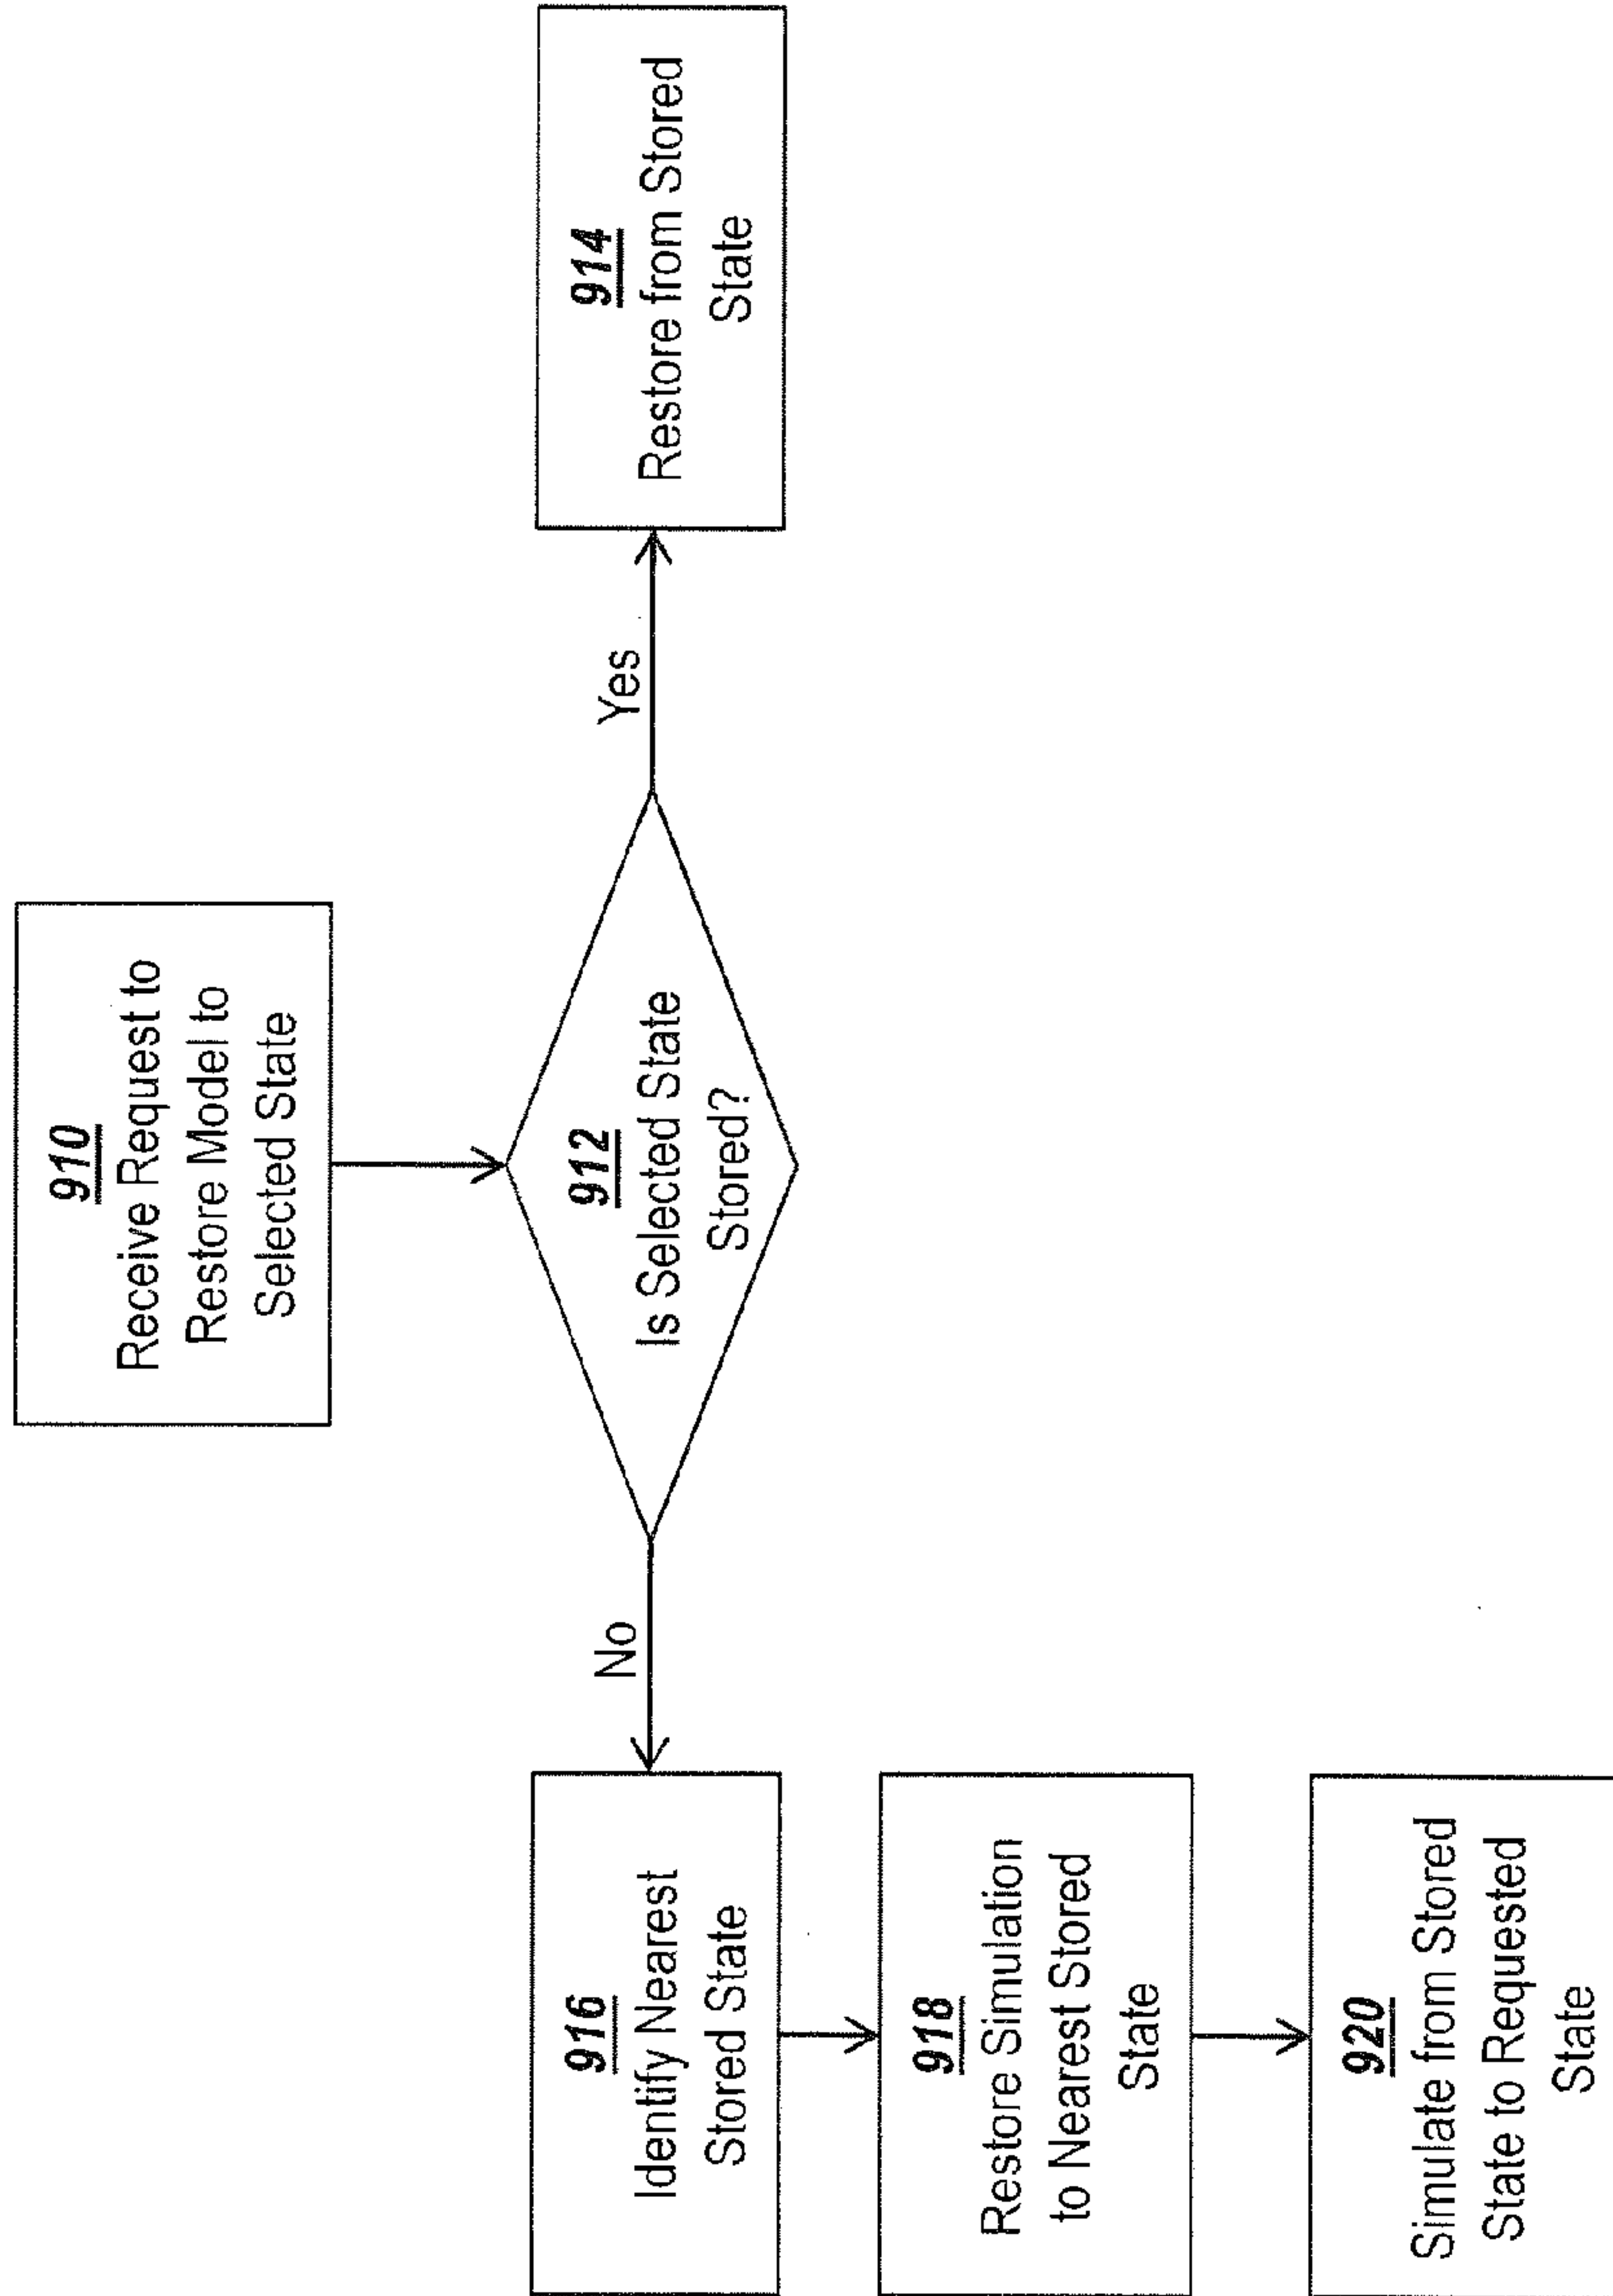 910
Receive Request to
Restore Model to
Selected State
912
Is Selected State
Stored?
Yes
914
Restore from Stored
State
No
916
Identify Nearest
Stored State
918
Restore Simulation
to Nearest Stored
State
920
Simulate from Stored
State to Requested
State